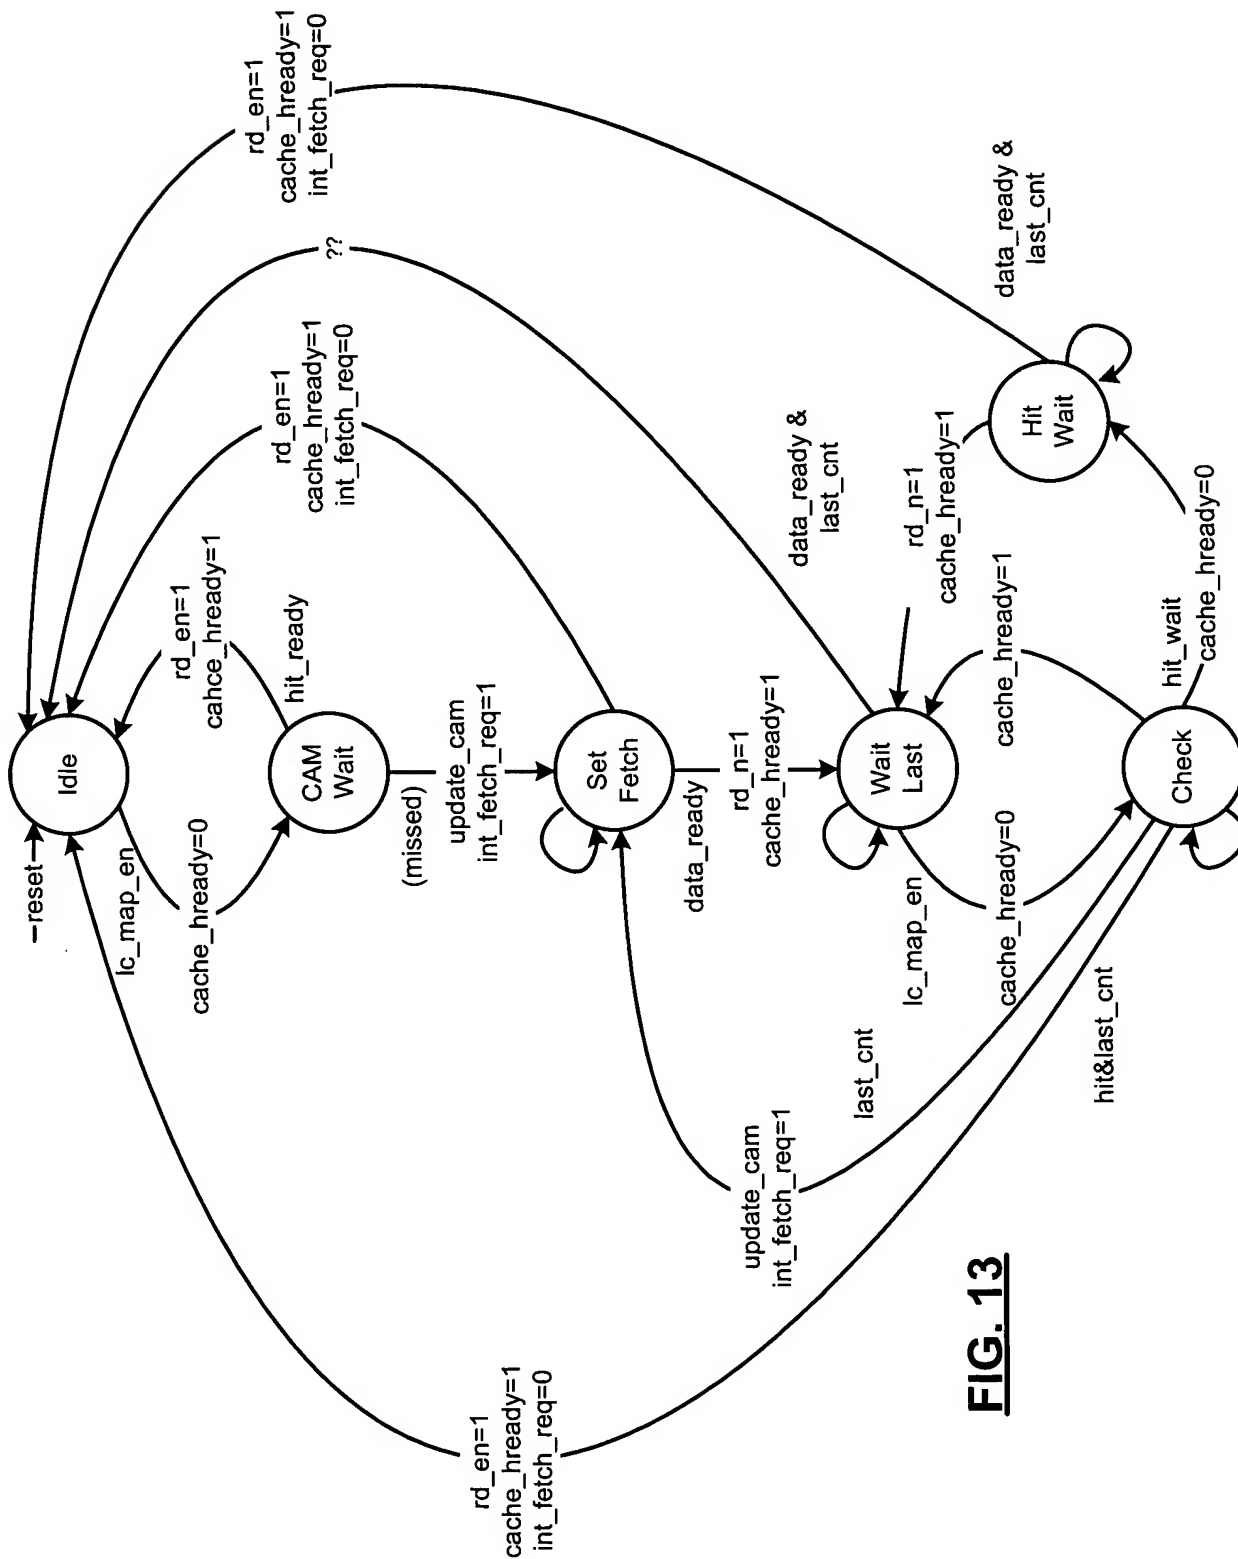 reset
Idle
lc_map_en
cache_hready=0
rd_en=1
cahce_hready=1
hit_ready
CAM
Wait
(missed)
update_cam
int_fetch_req=1
Set
Fetch
rd_en=1
cache_hready=1
int_fetch_req=0
data_ready
rd_n=1
cache_hready=1
Wait
Last
??
data_ready &
last_cnt
lc_map_en
cache_hready=0
cache_hready=1
Check
hit_wait
cache_hready=0
Hit
Wait
rd_n=1
cache_hready=1
data_ready &
last_cnt
rd_en=1
cache_hready=1
int_fetch_req=0
last_cnt
update_cam
int_fetch_req=1
hit&last_cnt
rd_en=1
cache_hready=1
int_fetch_req=0
FIG. 13